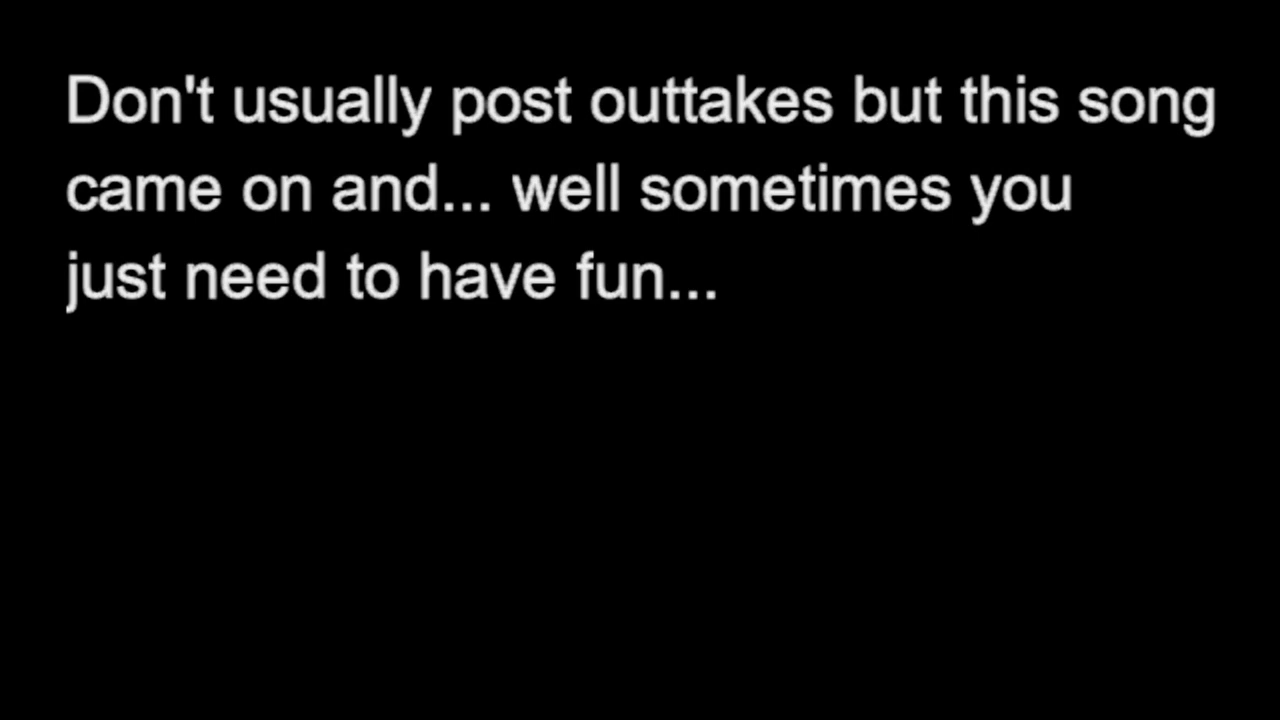 Don't usually post outtakes but this song
came on and... well sometimes you
just need to have fun...